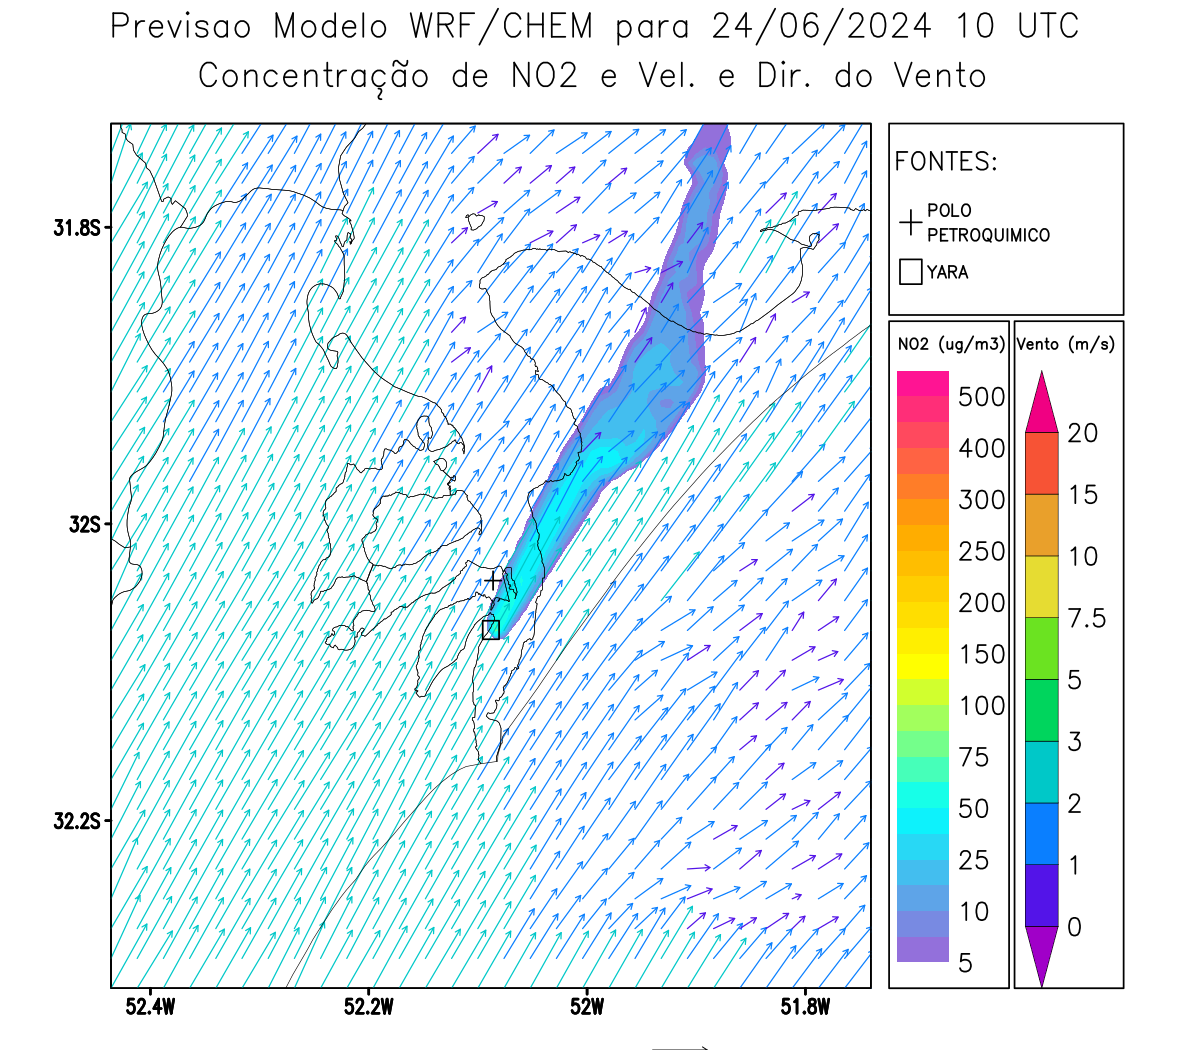 Previsao Modelo WRF/CHEM para 24/06/2024 10 UTC
Concentração de NO2 e Vel. e Dir. do Vento
FONTES:
POLO
PETROQUIMICO
YARA
NO2 (ug/m3)
500
400
300
250
200
150
100
75
50
25
10
5
Vento (m/s)
20
15
10
7.5
5
3
2
1
0
31.8S
32S
32.2S
52.4W
52.2W
52W
51.8W